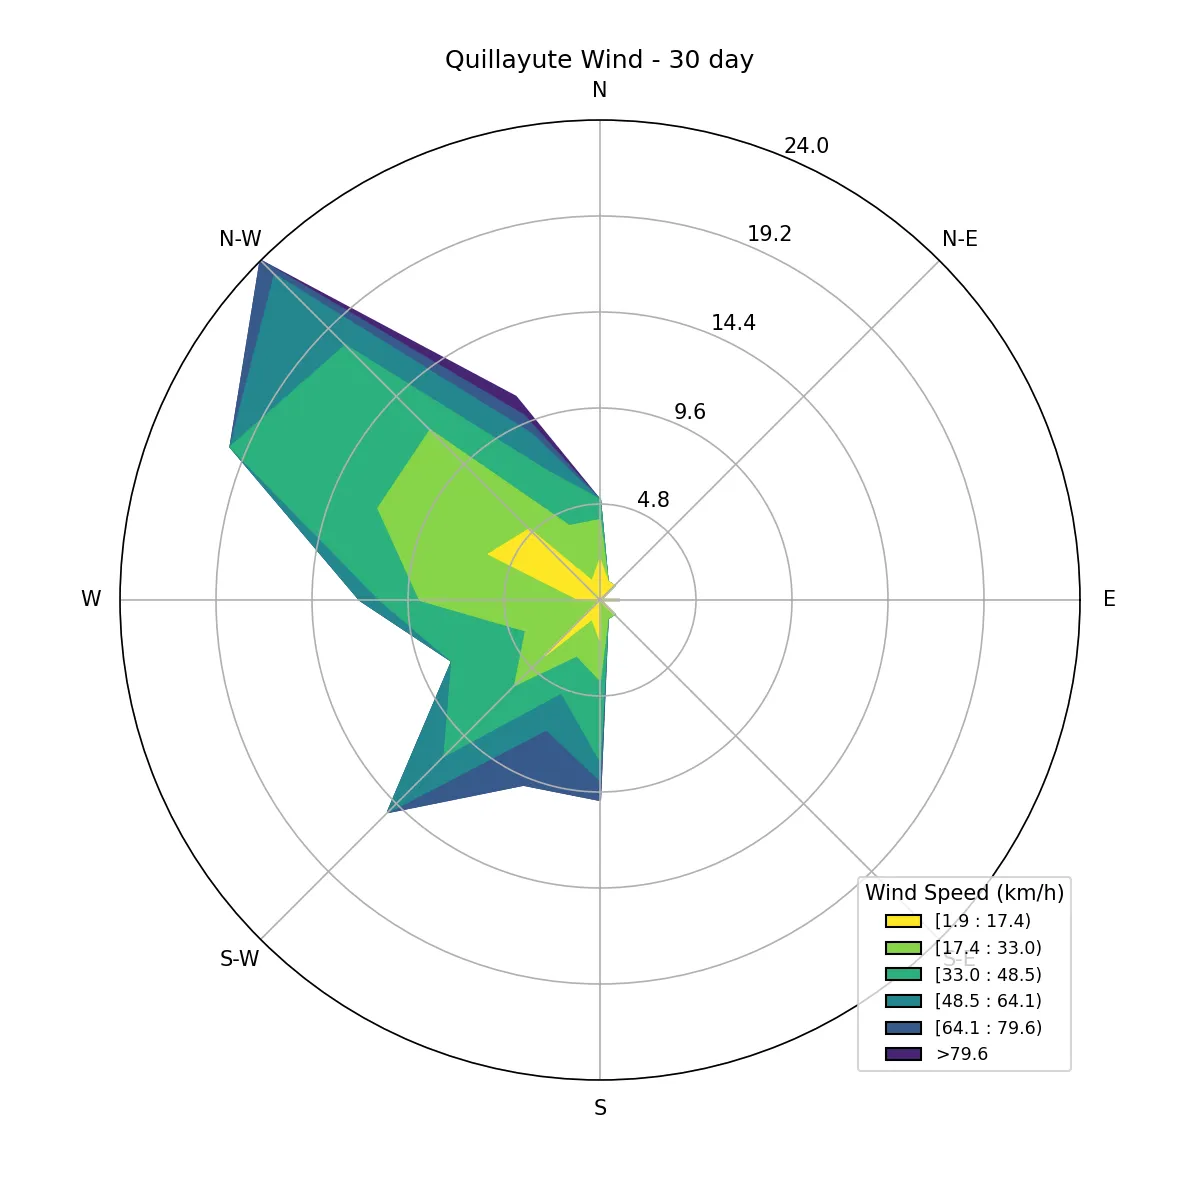 Quillayute Wind - 30 day
N
24.0
N-W
19.2
N-E
14.4
9.6
4.8
W
E
S-W
S-E
S
Wind Speed (km/h)
[1.9 : 17.4)
[17.4 : 33.0)
[33.0 : 48.5)
[48.5 : 64.1)
[64.1 : 79.6)
>79.6